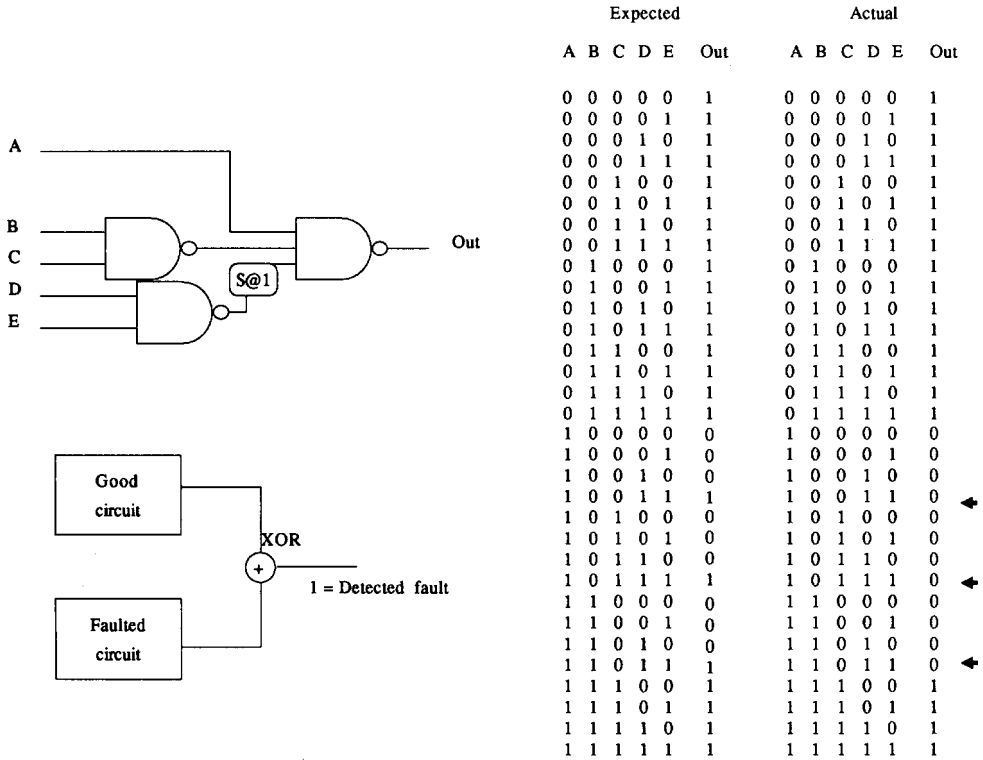 Expected Actual
A B C D E Out A B C D E Out
0 0 0 0 0 1 0 0 0 0 0 1
0 0 0 0 1 1 0 0 0 0 1 1
0 0 0 1 0 1 0 0 0 1 0 1
0 0 0 1 1 1 0 0 0 1 1 1
0 0 1 0 0 1 0 0 1 0 0 1
0 0 1 0 1 1 0 0 1 0 1 1
0 0 1 1 0 1 0 0 1 1 0 1
0 0 1 1 1 1 0 0 1 1 1 1
0 1 0 0 0 1 0 1 0 0 0 1
0 1 0 0 1 1 0 1 0 0 1 1
0 1 0 1 0 1 0 1 0 1 0 1
0 1 0 1 1 1 0 1 0 1 1 1
0 1 1 0 0 1 0 1 1 0 0 1
0 1 1 0 1 1 0 1 1 0 1 1
0 1 1 1 0 1 0 1 1 1 0 1
0 1 1 1 1 1 0 1 1 1 1 1
1 0 0 0 0 0 1 0 0 0 0 0
1 0 0 0 1 0 1 0 0 0 1 0
1 0 0 1 0 0 1 0 0 1 0 0
1 0 0 1 1 1 1 0 0 1 1 0
1 0 1 0 0 0 1 0 1 0 0 0
1 0 1 0 1 0 1 0 1 0 1 0
1 0 1 1 0 0 1 0 1 1 0 0
1 0 1 1 1 1 1 0 1 1 1 0
1 1 0 0 0 0 1 1 0 0 0 0
1 1 0 0 1 0 1 1 0 0 1 0
1 1 0 1 0 0 1 1 0 1 0 0
1 1 0 1 1 1 1 1 0 1 1 0
1 1 1 0 0 1 1 1 1 0 0 1
1 1 1 0 1 1 1 1 1 0 1 1
1 1 1 1 0 1 1 1 1 1 0 1
1 1 1 1 1 1 1 1 1 1 1 1
A
B
C
D
E
S@1
Out
Good
circuit
XOR
+
1 = Detected fault
Faulted
circuit